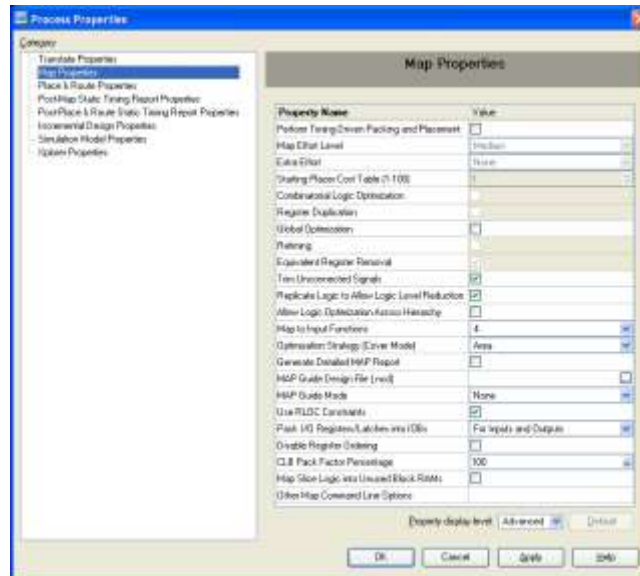 Process Properties
Category
Translate Properties
Map Properties
Place & Route Properties
Post-Map Static Timing Report Properties
Post-Place & Route Static Timing Report Properties
Incremental Design Properties
Simulation Model Properties
Xplorer Properties
Map Properties
Property Name Value
Perform Timing-Driven Packing and Placement
Map Effort Level Medium
Extra Effort None
Starting Placer Cost Table (1-100) 1
Combinatorial Logic Optimization
Register Duplication
Global Optimization
Retiming
Equivalent Register Removal
Trim Unconnected Signals
Replicate Logic to Allow Logic Level Reduction
Allow Logic Optimization Across Hierarchy
Map to Input Functions 4
Optimization Strategy (Cover Mode) Area
Generate Detailed MAP Report
MAP Guide Design File (.ncd)
MAP Guide Mode None
Use RLOC Constraints
Pack I/O Registers/Latches into IOBs For Inputs and Outputs
Disable Register Ordering
CLB Pack Factor Percentage 100
Map Slice Logic into Unused Block RAMs
Other Map Command Line Options
Property display level: Advanced Default
OK Cancel Apply Help